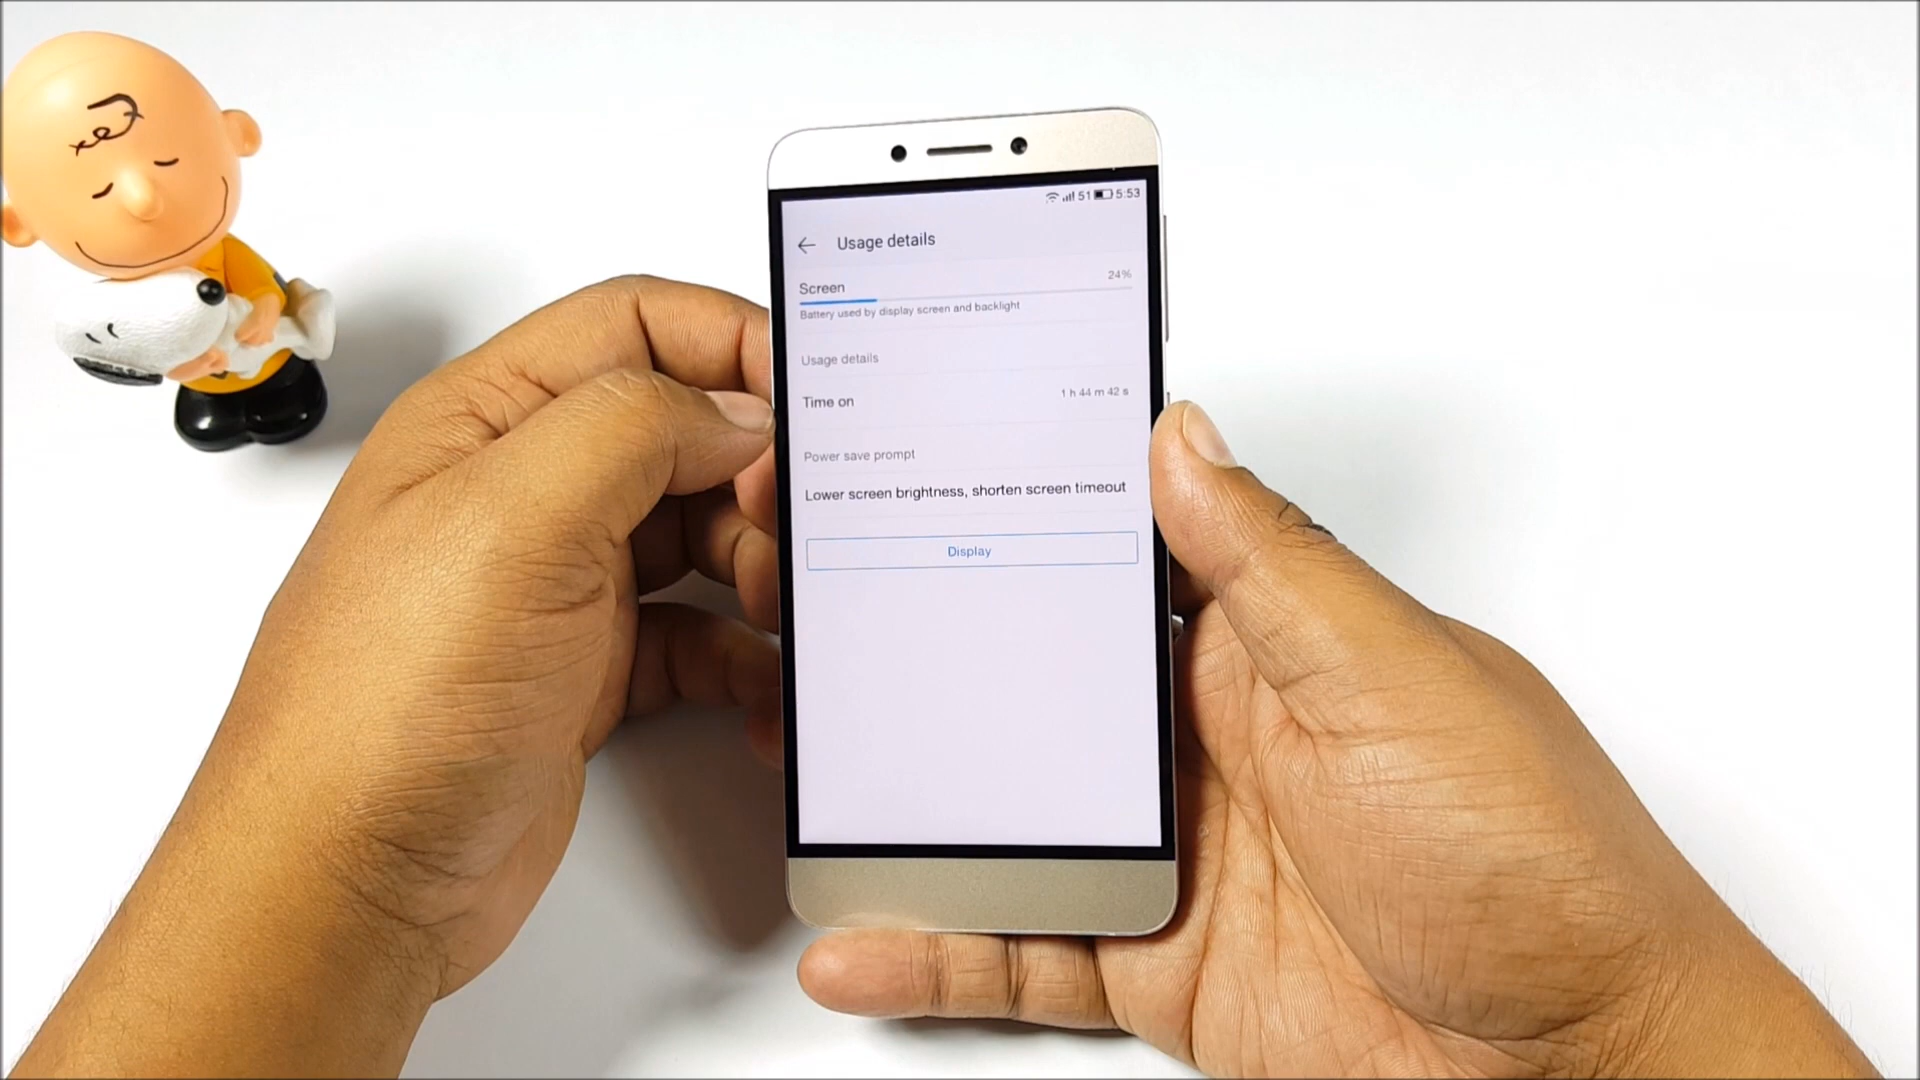 51 5:53
Usage details
Screen 24%
Battery used by display screen and backlight
Usage details
Time on 1 h 44 m 42 s
Power save prompt
Lower screen brightness, shorten screen timeout
Display